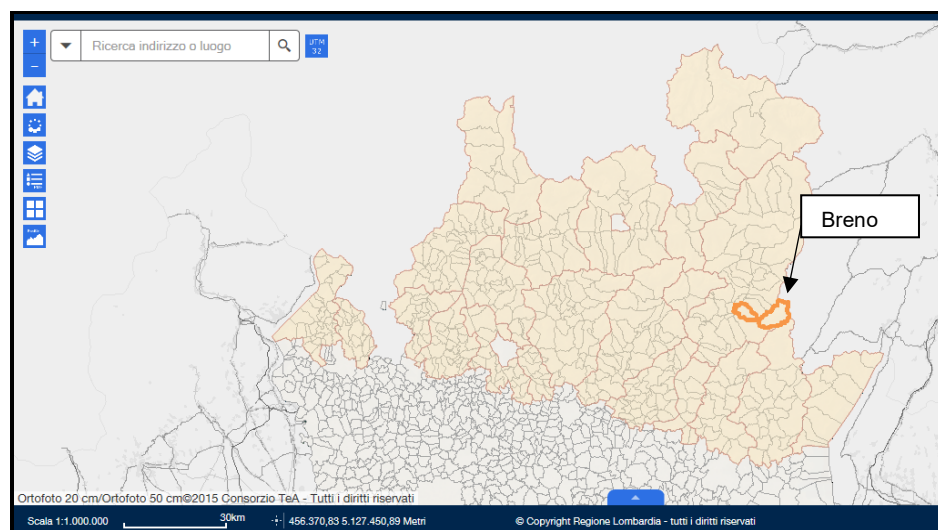 +
Ricerca indirizzo o luogo
UTM
32
-
Breno
Ortofoto 20 cm/Ortofoto 50 cm©2015 Consorzio TeA - Tutti i diritti riservati
Scala 1:1.000.000
30km
456.370,83 5.127.450,89 Metri
© Copyright Regione Lombardia - tutti i diritti riservati